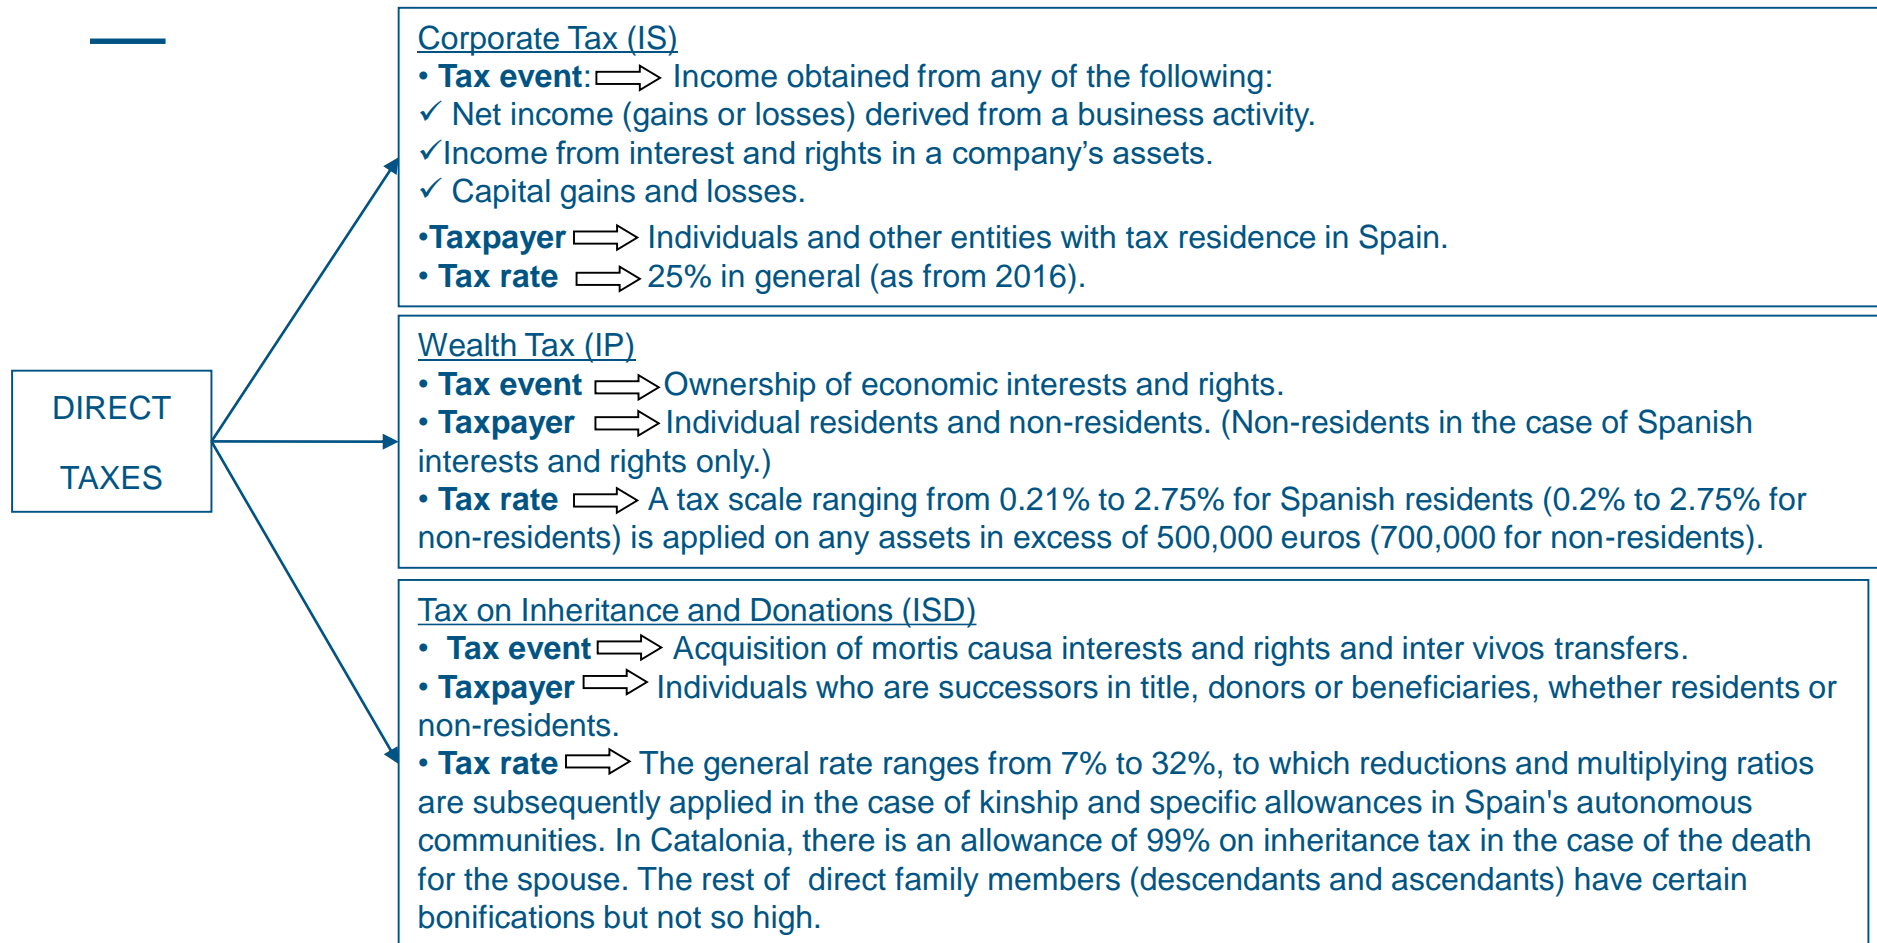 Corporate Tax (IS)
• Tax event: Income obtained from any of the following:
✓ Net income (gains or losses) derived from a business activity.
✓Income from interest and rights in a company’s assets.
✓ Capital gains and losses.
•Taxpayer Individuals and other entities with tax residence in Spain.
• Tax rate 25% in general (as from 2016).
DIRECT
TAXES
Wealth Tax (IP)
• Tax event Ownership of economic interests and rights.
• Taxpayer Individual residents and non-residents. (Non-residents in the case of Spanish
interests and rights only.)
• Tax rate A tax scale ranging from 0.21% to 2.75% for Spanish residents (0.2% to 2.75% for
non-residents) is applied on any assets in excess of 500,000 euros (700,000 for non-residents).
Tax on Inheritance and Donations (ISD)
• Tax event Acquisition of mortis causa interests and rights and inter vivos transfers.
• Taxpayer Individuals who are successors in title, donors or beneficiaries, whether residents or
non-residents.
• Tax rate The general rate ranges from 7% to 32%, to which reductions and multiplying ratios
are subsequently applied in the case of kinship and specific allowances in Spain's autonomous
communities. In Catalonia, there is an allowance of 99% on inheritance tax in the case of the death
for the spouse. The rest of direct family members (descendants and ascendants) have certain
bonifications but not so high.